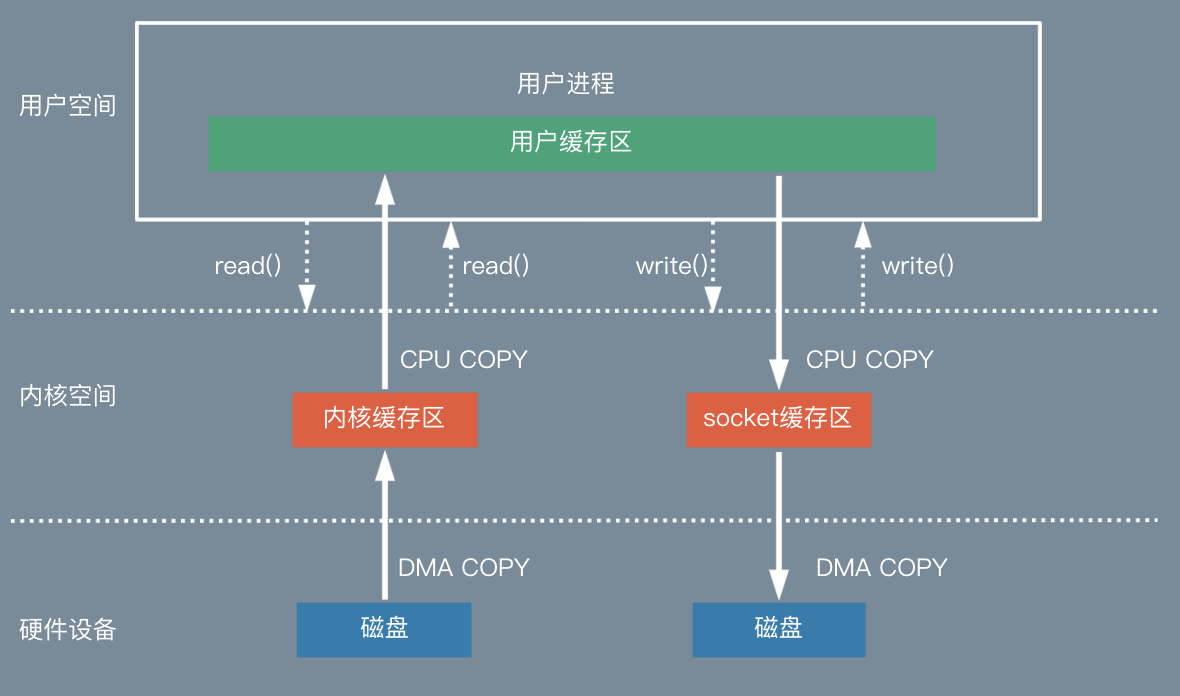 用户进程
用户空间
用户缓存区
read()
read()
write()
write()
CPU COPY
CPU COPY
内核空间
内核缓存区
socket缓存区
DMA COPY
DMA COPY
硬件设备
磁盘
磁盘